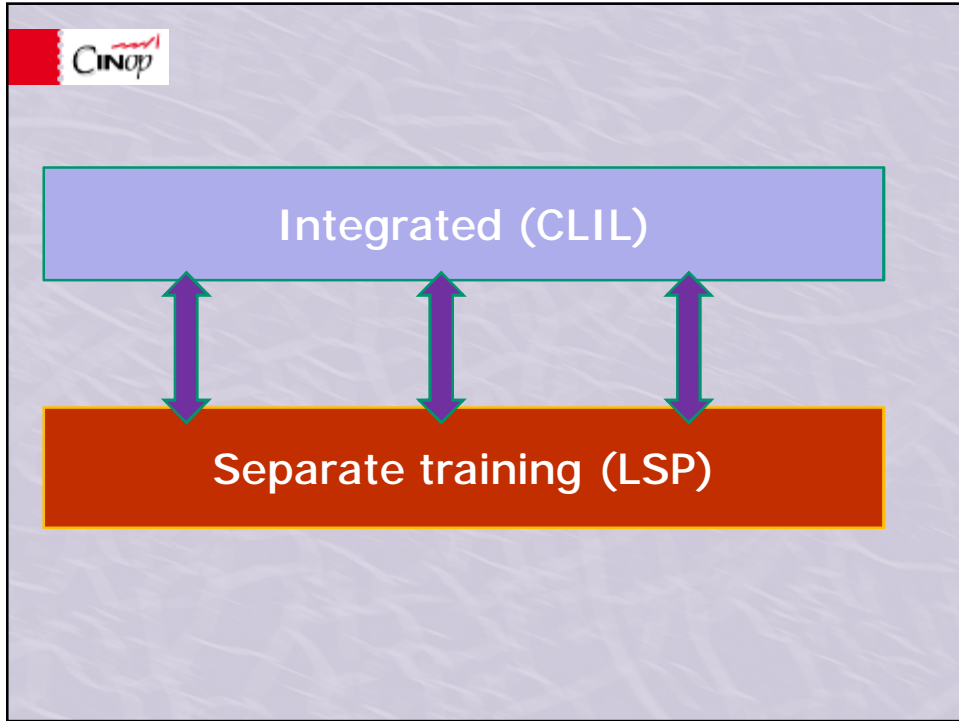 CINOP
Integrated (CLIL)
Separate training (LSP)